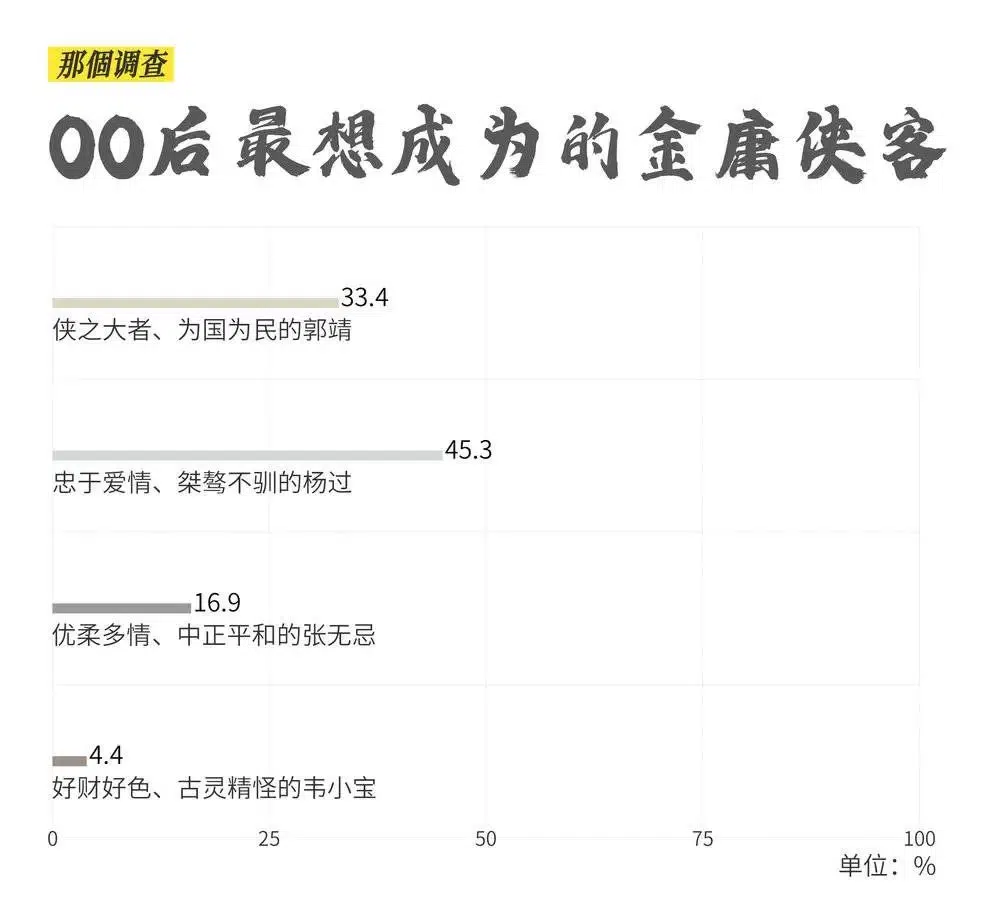 那個调查
00后最想成为的金庸侠客
33.4
侠之大者、为国为民的郭靖
45.3
忠于爱情、桀骜不驯的杨过
16.9
优柔多情、中正平和的张无忌
4.4
好财好色、古灵精怪的韦小宝
0 25 50 75 100
单位：%